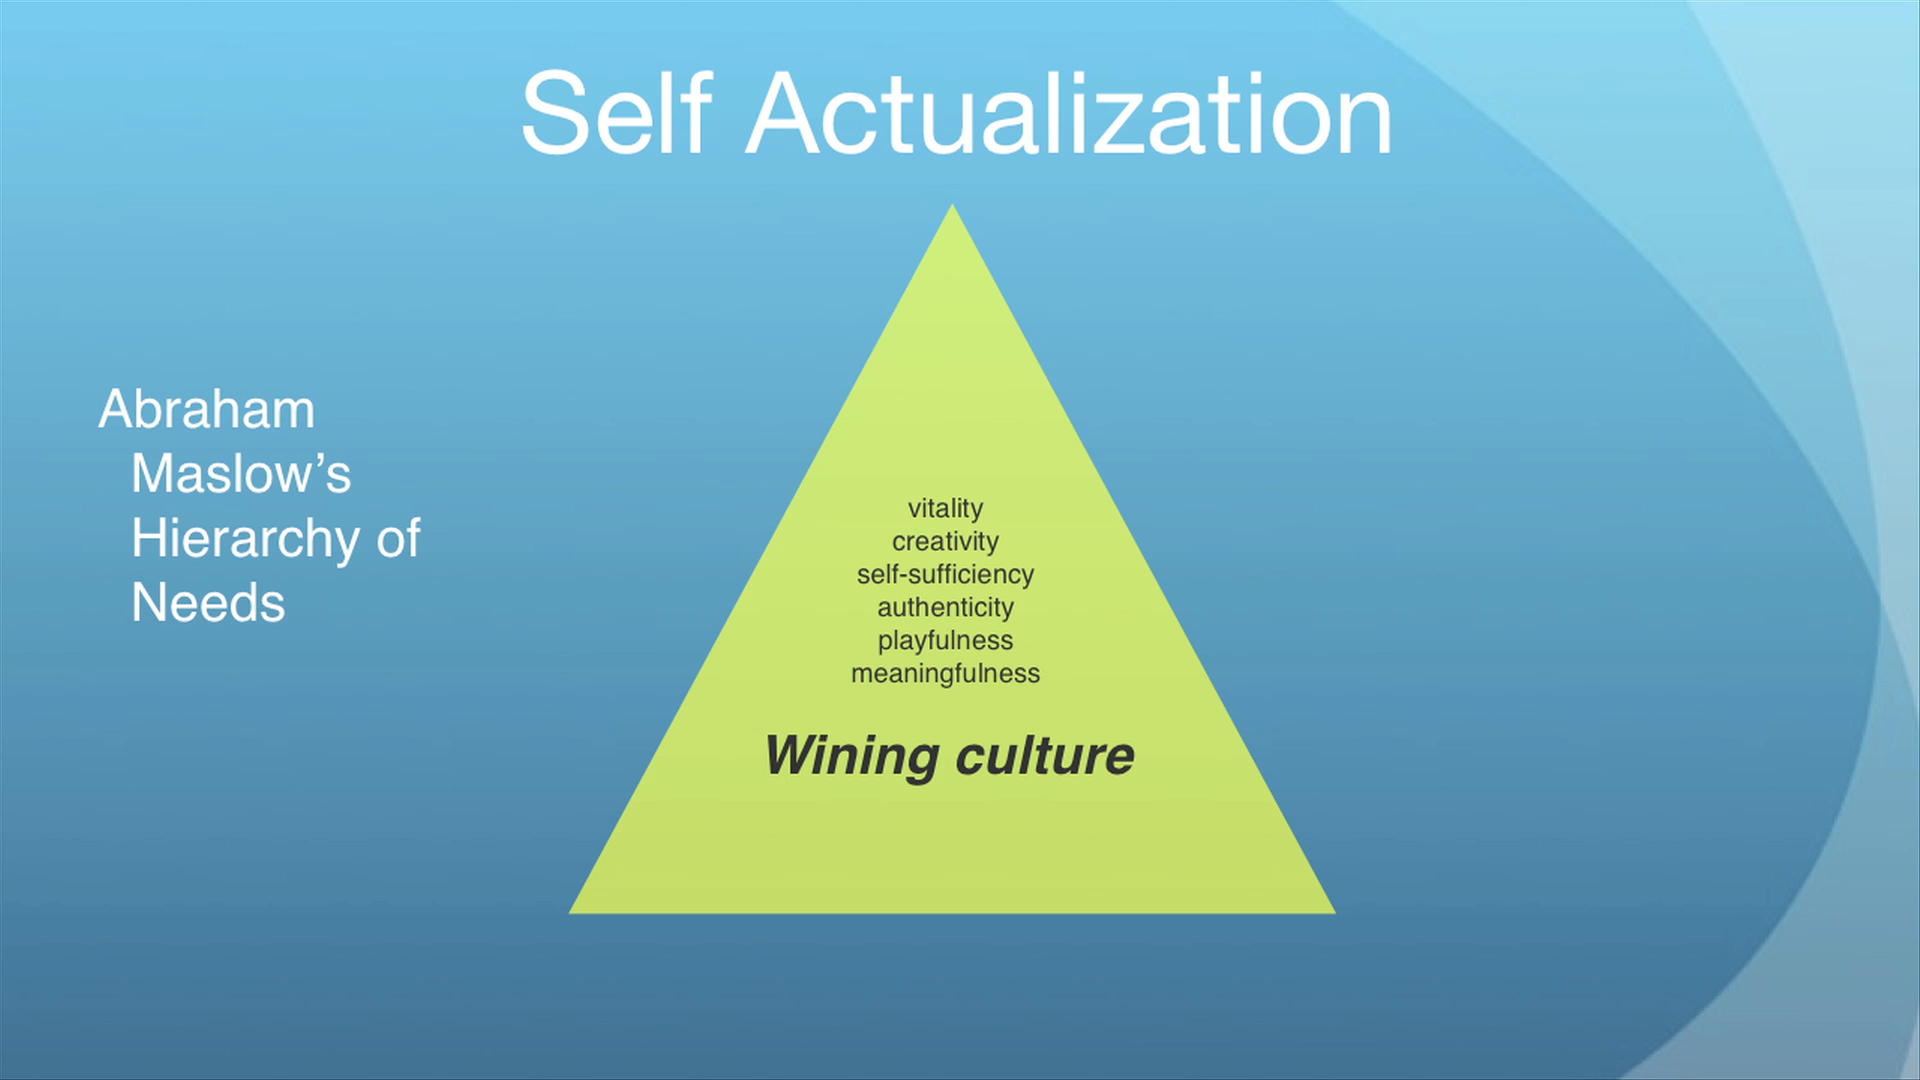 Self Actualization
Abraham
Maslow’s
Hierarchy of
Needs
vitality
creativity
self-sufficiency
authenticity
playfulness
meaningfulness
Wining culture